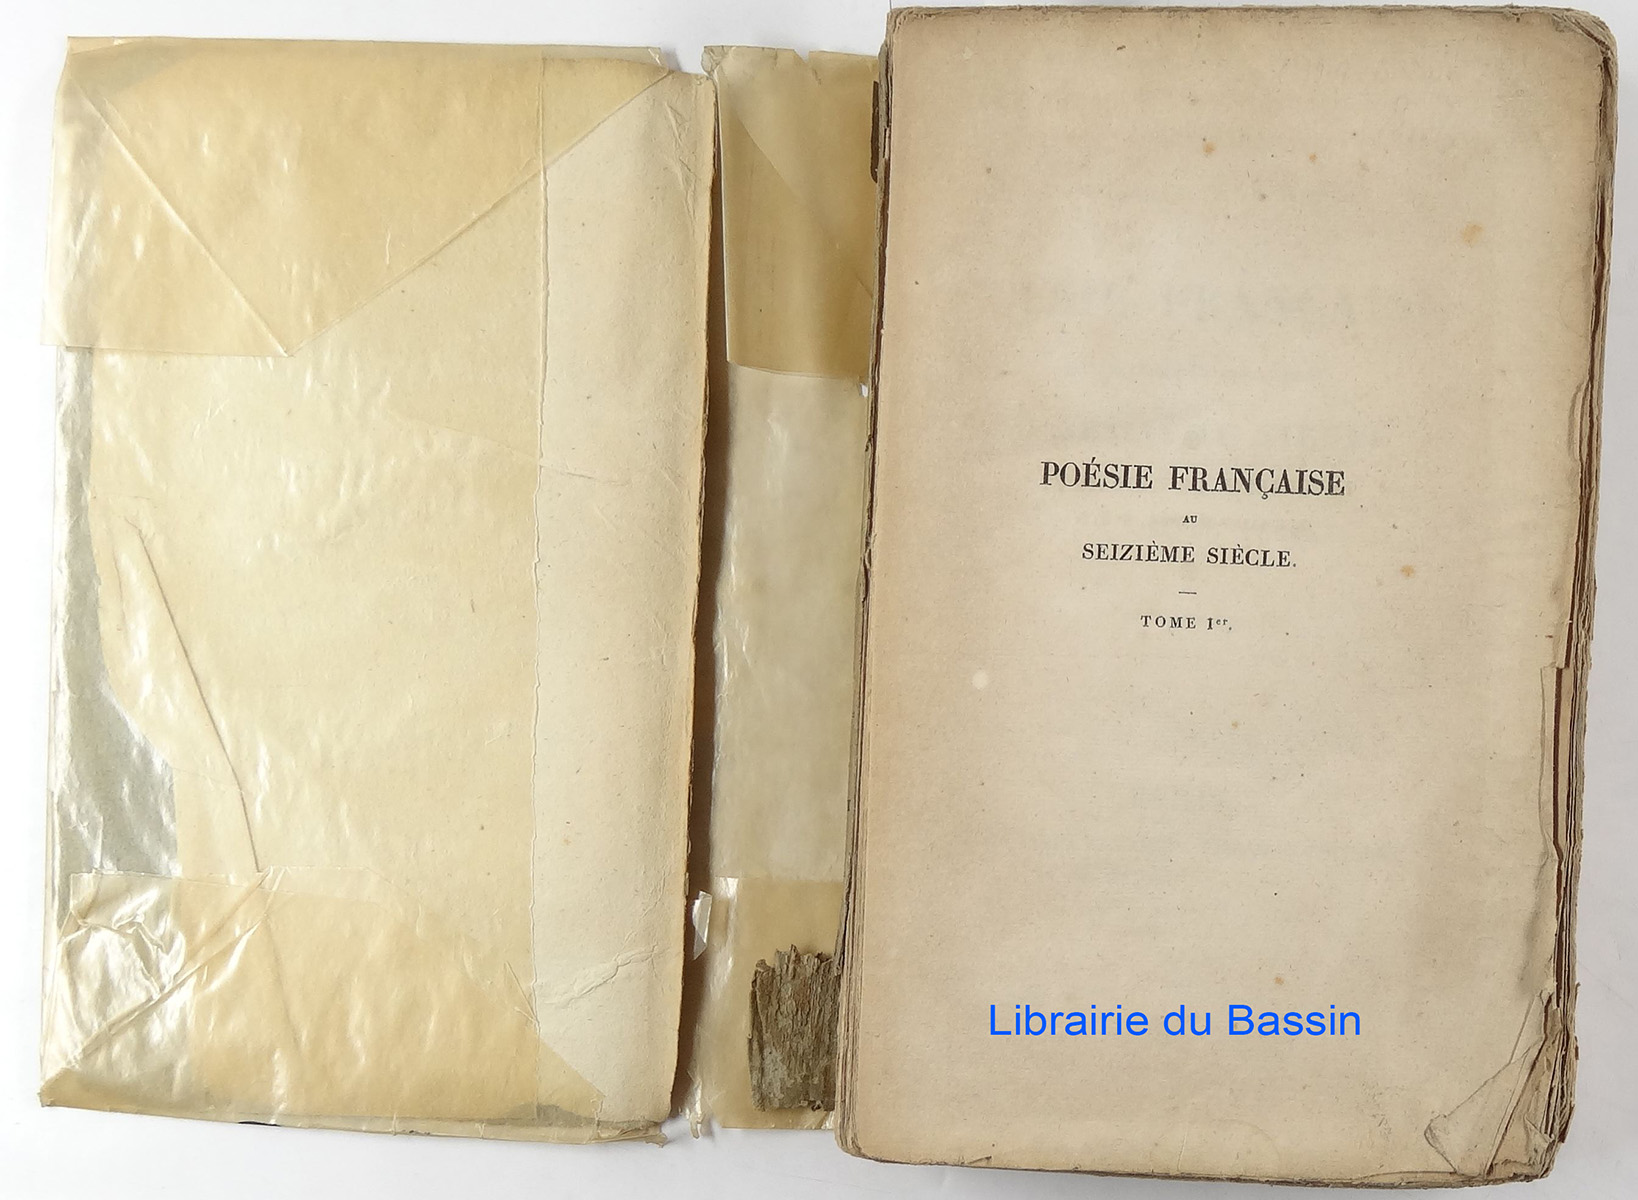 POÉSIE FRANÇAISE
AU
SEIZIÈME SIÈCLE.
TOME Ier.
Librairie du Bassin